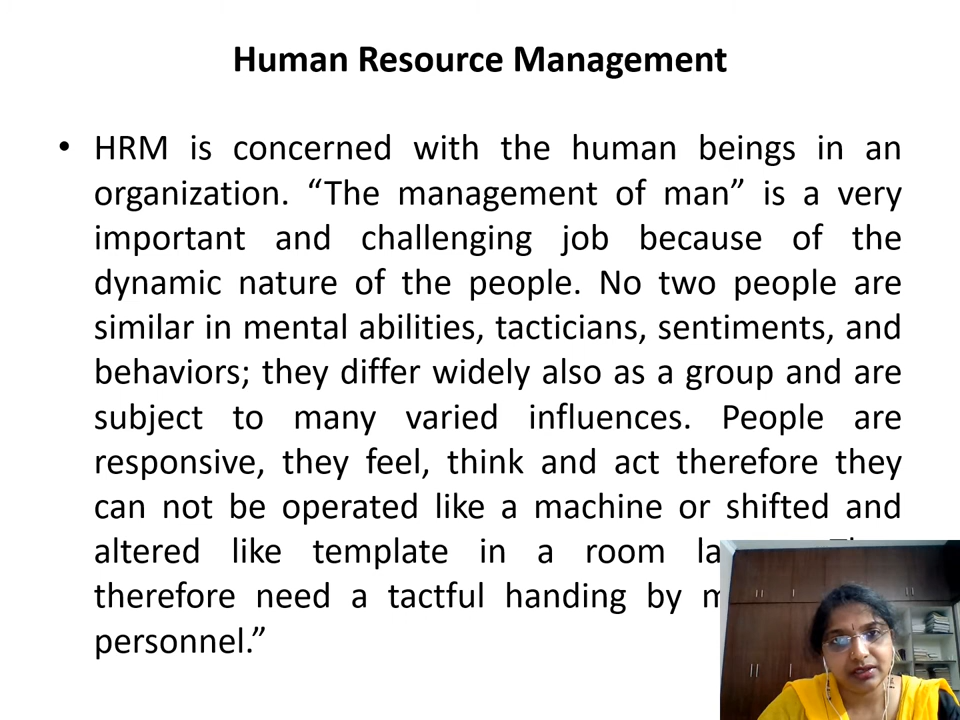 Human Resource Management
• HRM is concerned with the human beings in an
organization. “The management of man” is a very
important and challenging job because of the
dynamic nature of the people. No two people are
similar in mental abilities, tacticians, sentiments, and
behaviors; they differ widely also as a group and are
subject to many varied influences. People are
responsive, they feel, think and act therefore they
can not be operated like a machine or shifted and
altered like template in a room
therefore need a tactful handing by
personnel.”